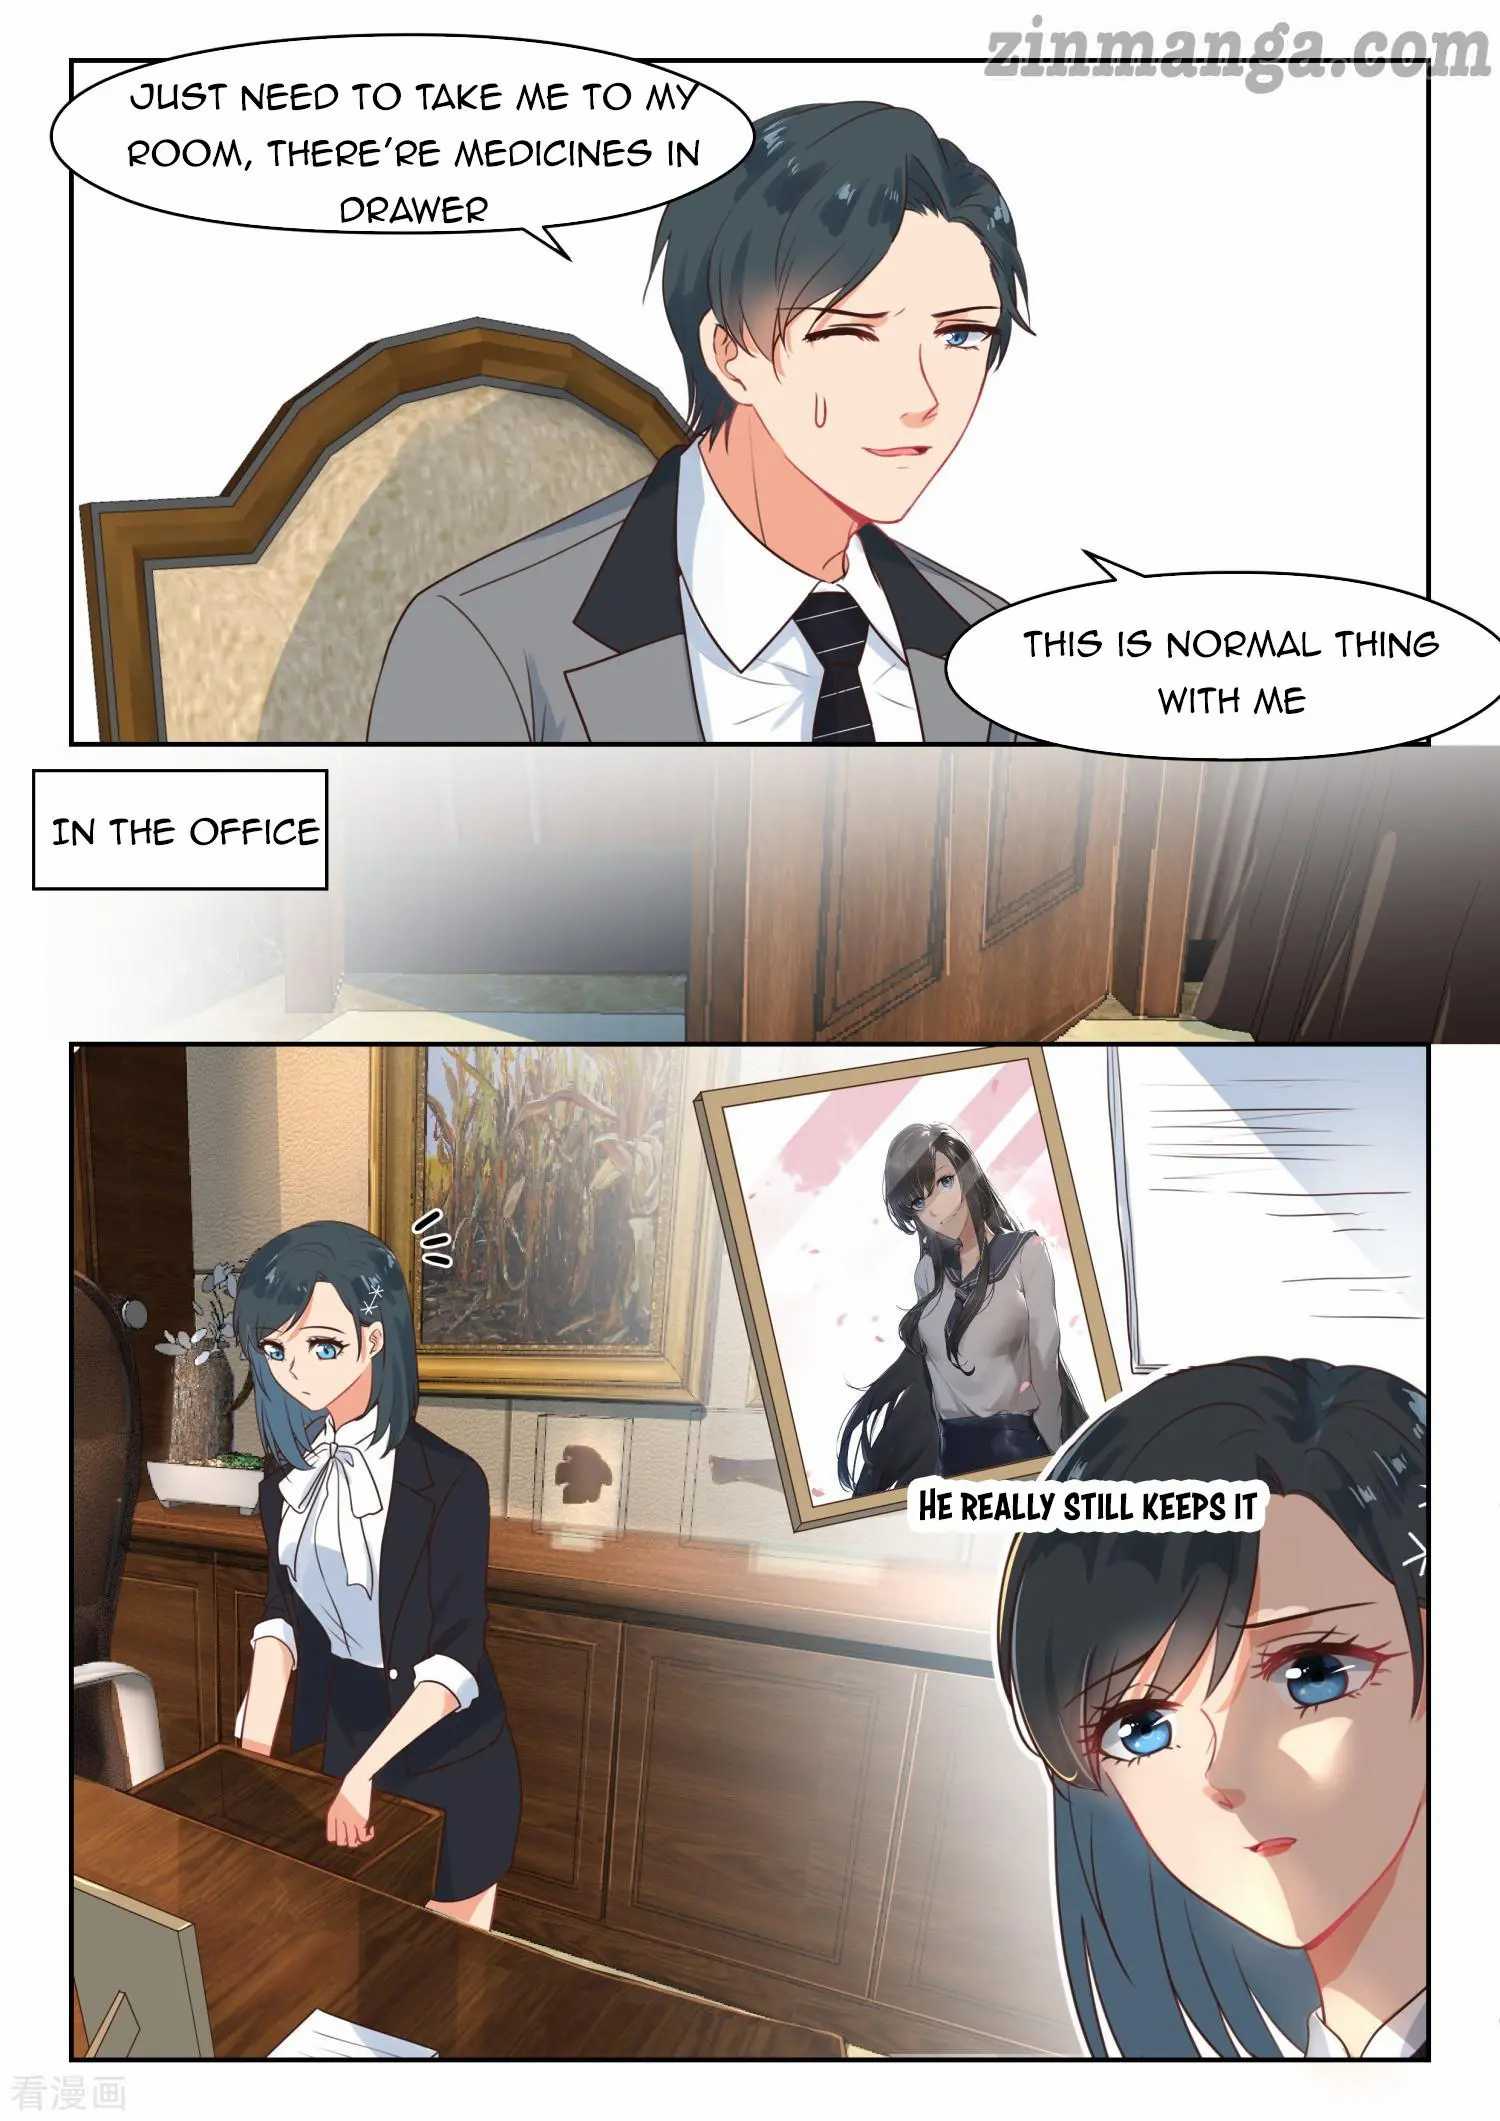 zinmanga.com
JUST NEED TO TAKE ME TO MY
ROOM, THERE'RE MEDICINES IN
DRAWER
THIS IS NORMAL THING
WITH ME
IN THE OFFICE
HE REALLY STILL KEEPS IT
看漫画